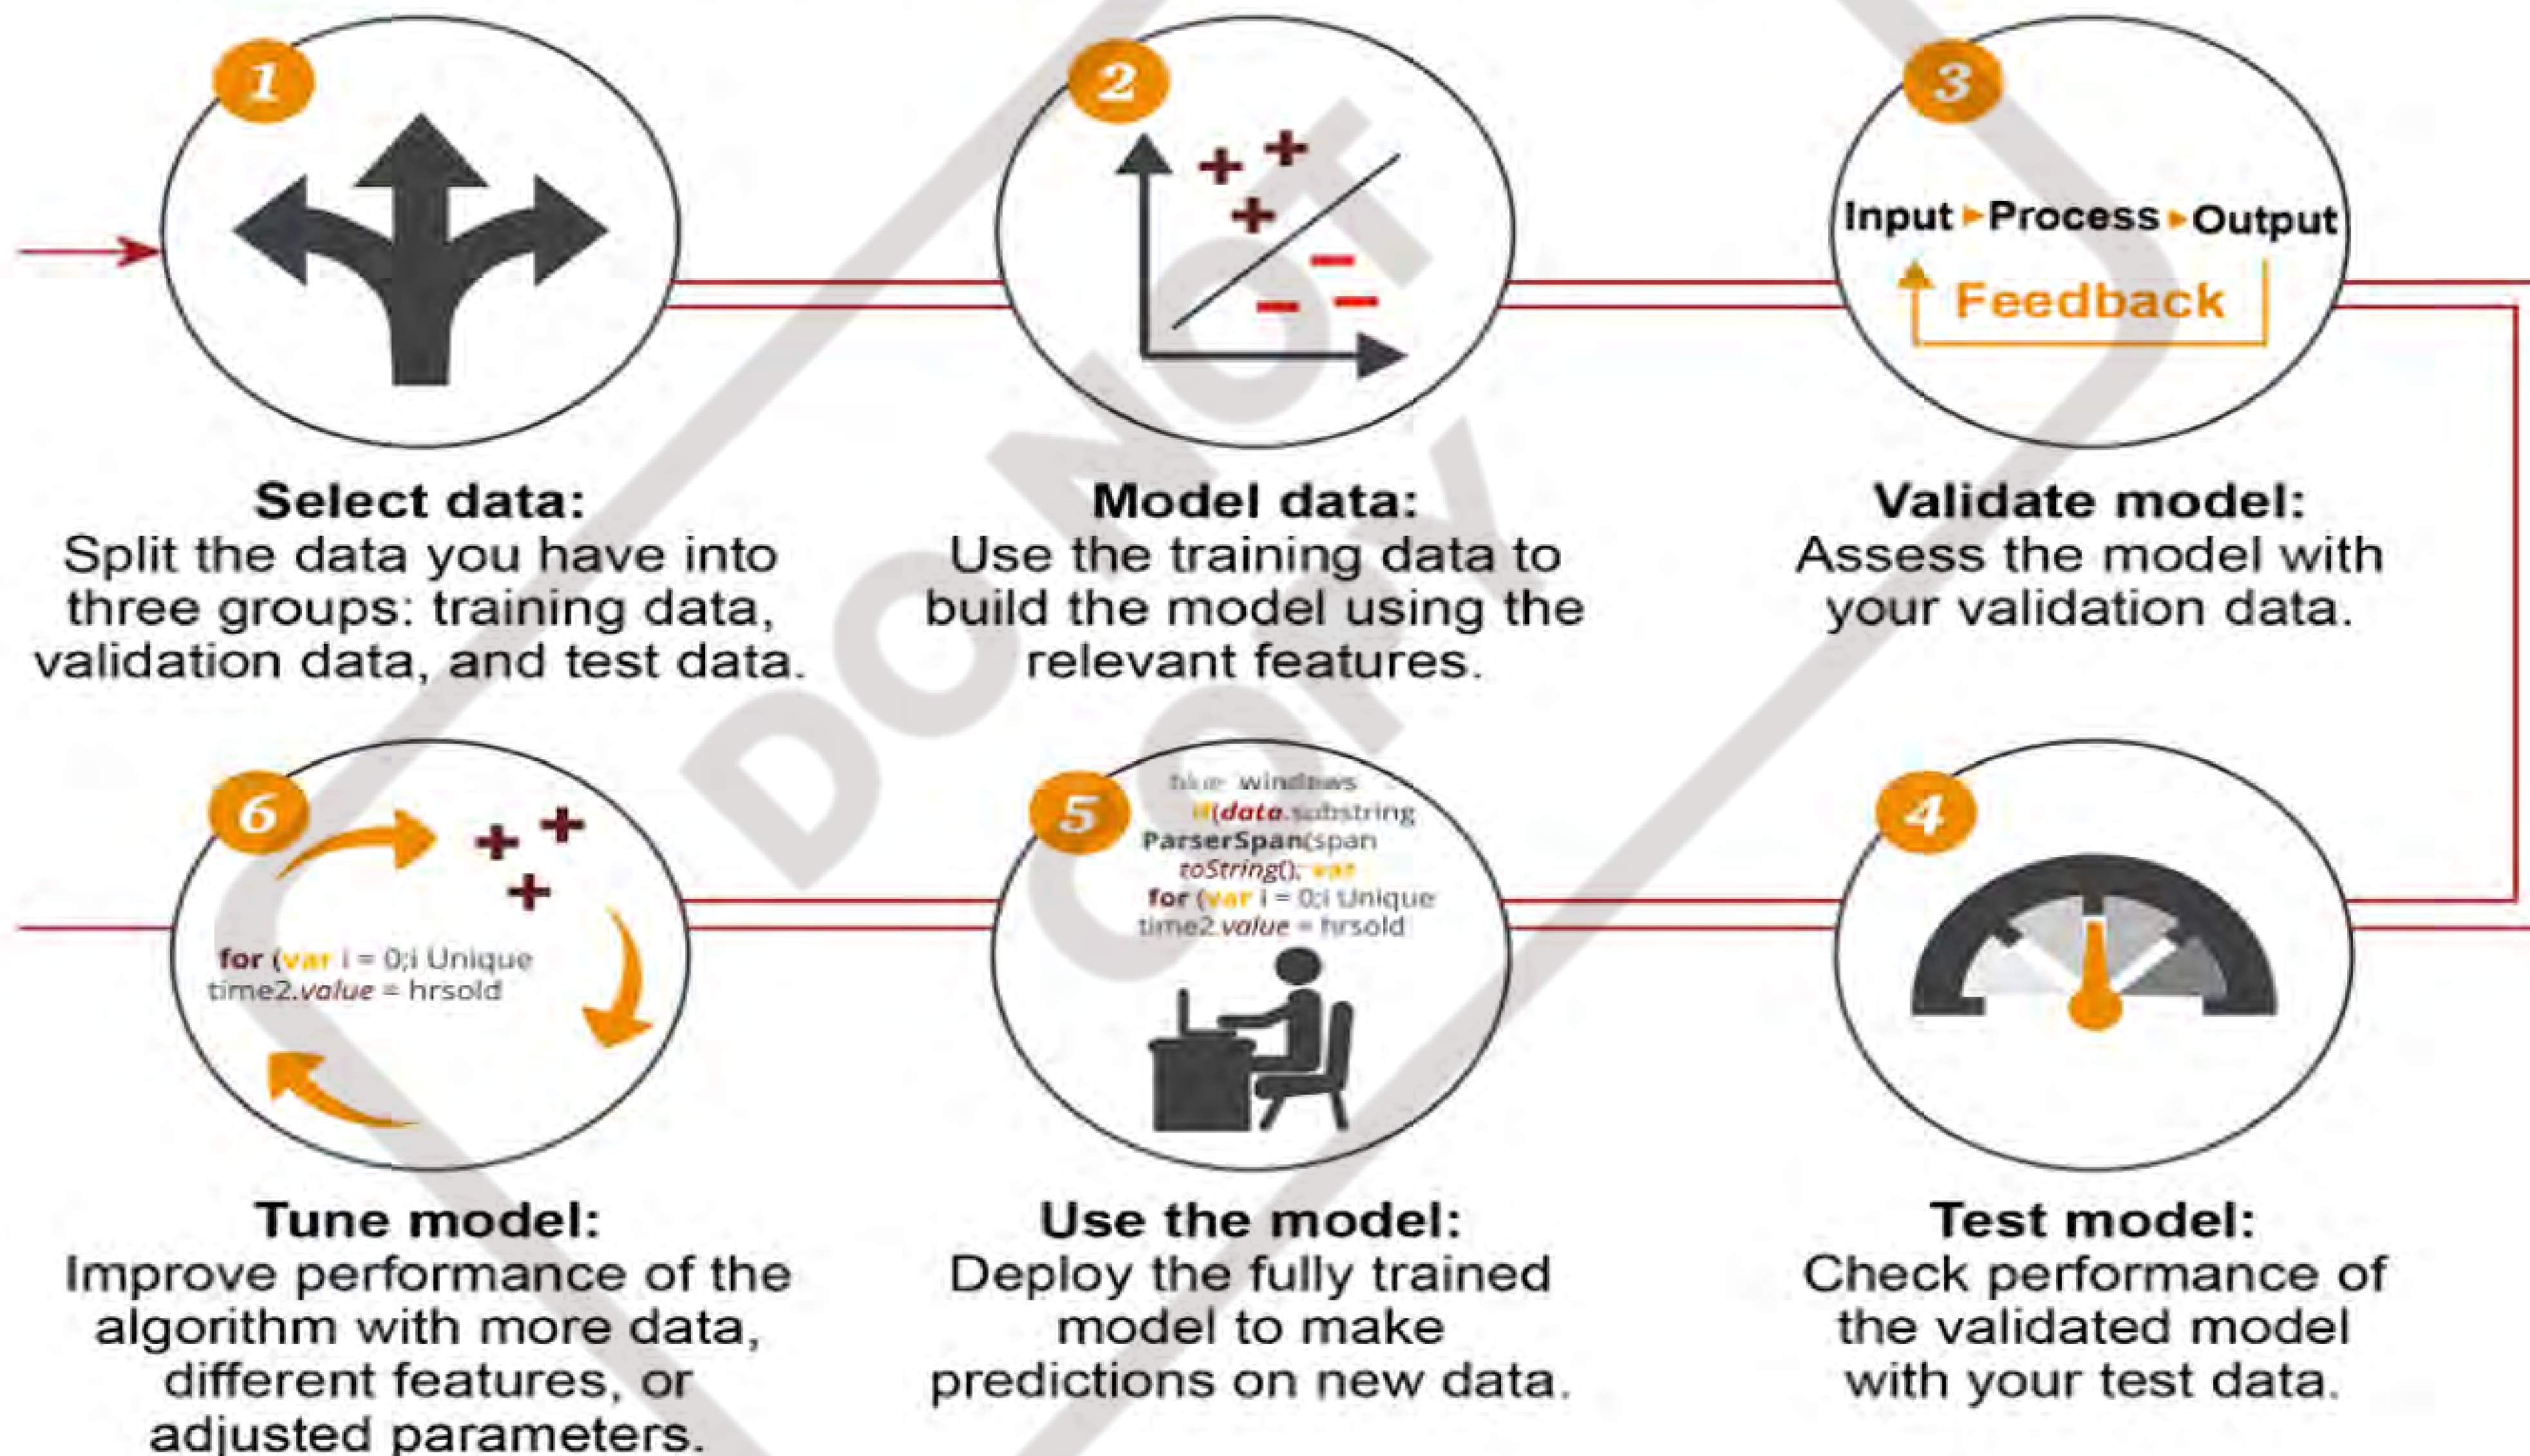 1
2
3
Input Process Output
Feedback
Select data:
Split the data you have into
three groups: training data,
validation data, and test data.
Model data:
Use the training data to
build the model using the
relevant features.
Validate model:
Assess the model with
your validation data.
DO NOT
COPY
6
for (var i = 0;i Unique
time2.value = hrsold
5
blue windows
if(data.substring
ParserSpan(span
toString(); var
for (var i = 0;i Unique
time2.value = hrsold
4
Tune model:
Improve performance of the
algorithm with more data,
different features, or
adjusted parameters.
Use the model:
Deploy the fully trained
model to make
predictions on new data.
Test model:
Check performance of
the validated model
with your test data.